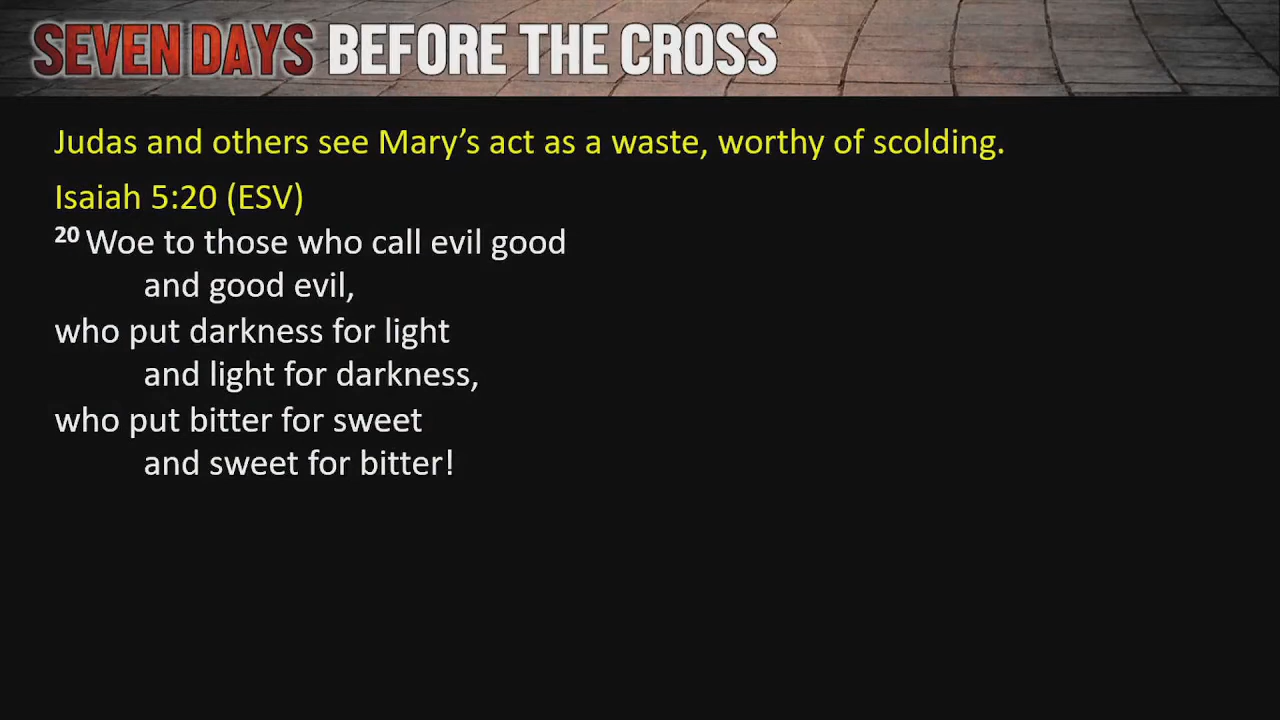 SEVEN DAYS BEFORE THE CROSS
Judas and others see Mary’s act as a waste, worthy of scolding.
Isaiah 5:20 (ESV)
20 Woe to those who call evil good
and good evil,
who put darkness for light
and light for darkness,
who put bitter for sweet
and sweet for bitter!